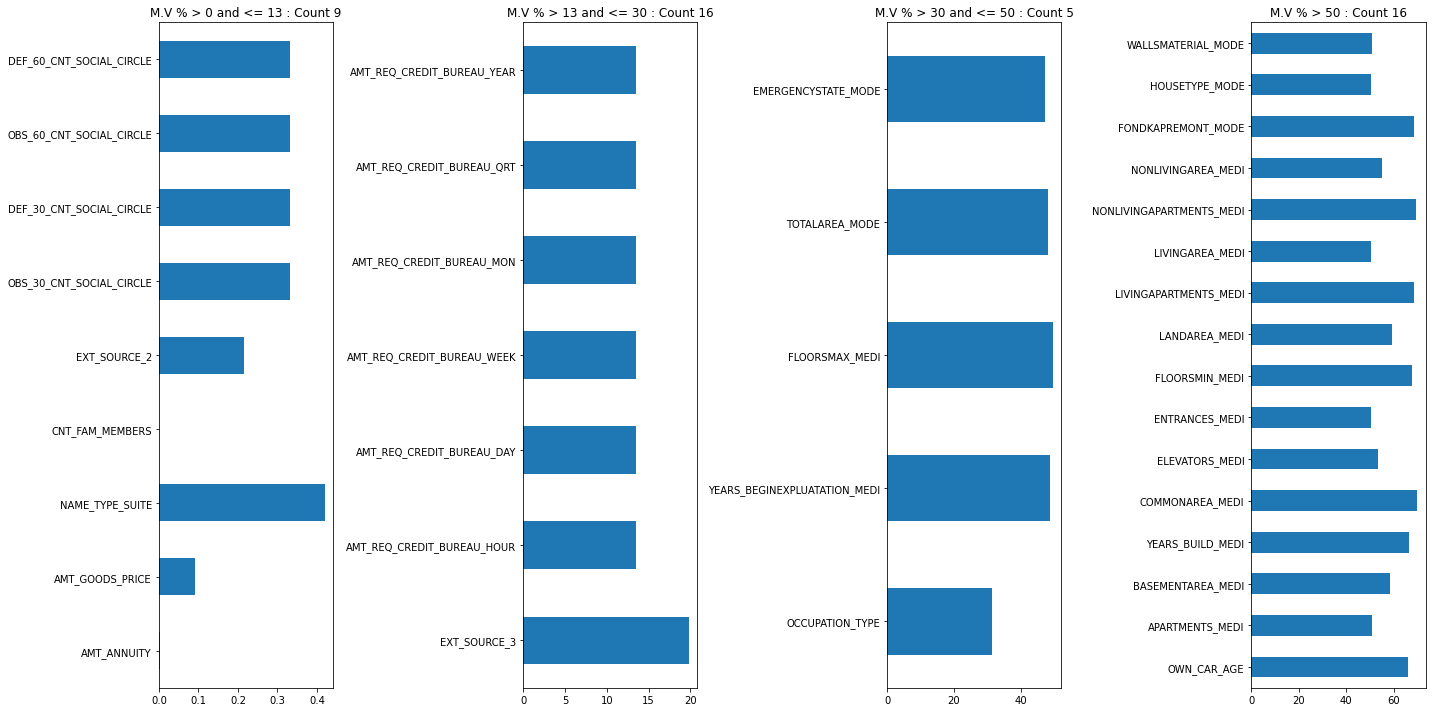 M.V % > 0 and <= 13 : Count 9
DEF_60_CNT_SOCIAL_CIRCLE
OBS_60_CNT_SOCIAL_CIRCLE
DEF_30_CNT_SOCIAL_CIRCLE
OBS_30_CNT_SOCIAL_CIRCLE
EXT_SOURCE_2
CNT_FAM_MEMBERS
NAME_TYPE_SUITE
AMT_GOODS_PRICE
AMT_ANNUITY
0.0 0.1 0.2 0.3 0.4
M.V % > 13 and <= 30 : Count 16
AMT_REQ_CREDIT_BUREAU_YEAR
AMT_REQ_CREDIT_BUREAU_QRT
AMT_REQ_CREDIT_BUREAU_MON
AMT_REQ_CREDIT_BUREAU_WEEK
AMT_REQ_CREDIT_BUREAU_DAY
AMT_REQ_CREDIT_BUREAU_HOUR
EXT_SOURCE_3
0 5 10 15 20
M.V % > 30 and <= 50 : Count 5
EMERGENCYSTATE_MODE
TOTALAREA_MODE
FLOORSMAX_MEDI
YEARS_BEGINEXPLUATATION_MEDI
OCCUPATION_TYPE
0 20 40
M.V % > 50 : Count 16
WALLSMATERIAL_MODE
HOUSETYPE_MODE
FONDKAPREMONT_MODE
NONLIVINGAREA_MEDI
NONLIVINGAPARTMENTS_MEDI
LIVINGAREA_MEDI
LIVINGAPARTMENTS_MEDI
LANDAREA_MEDI
FLOORSMIN_MEDI
ENTRANCES_MEDI
ELEVATORS_MEDI
COMMONAREA_MEDI
YEARS_BUILD_MEDI
BASEMENTAREA_MEDI
APARTMENTS_MEDI
OWN_CAR_AGE
0 20 40 60